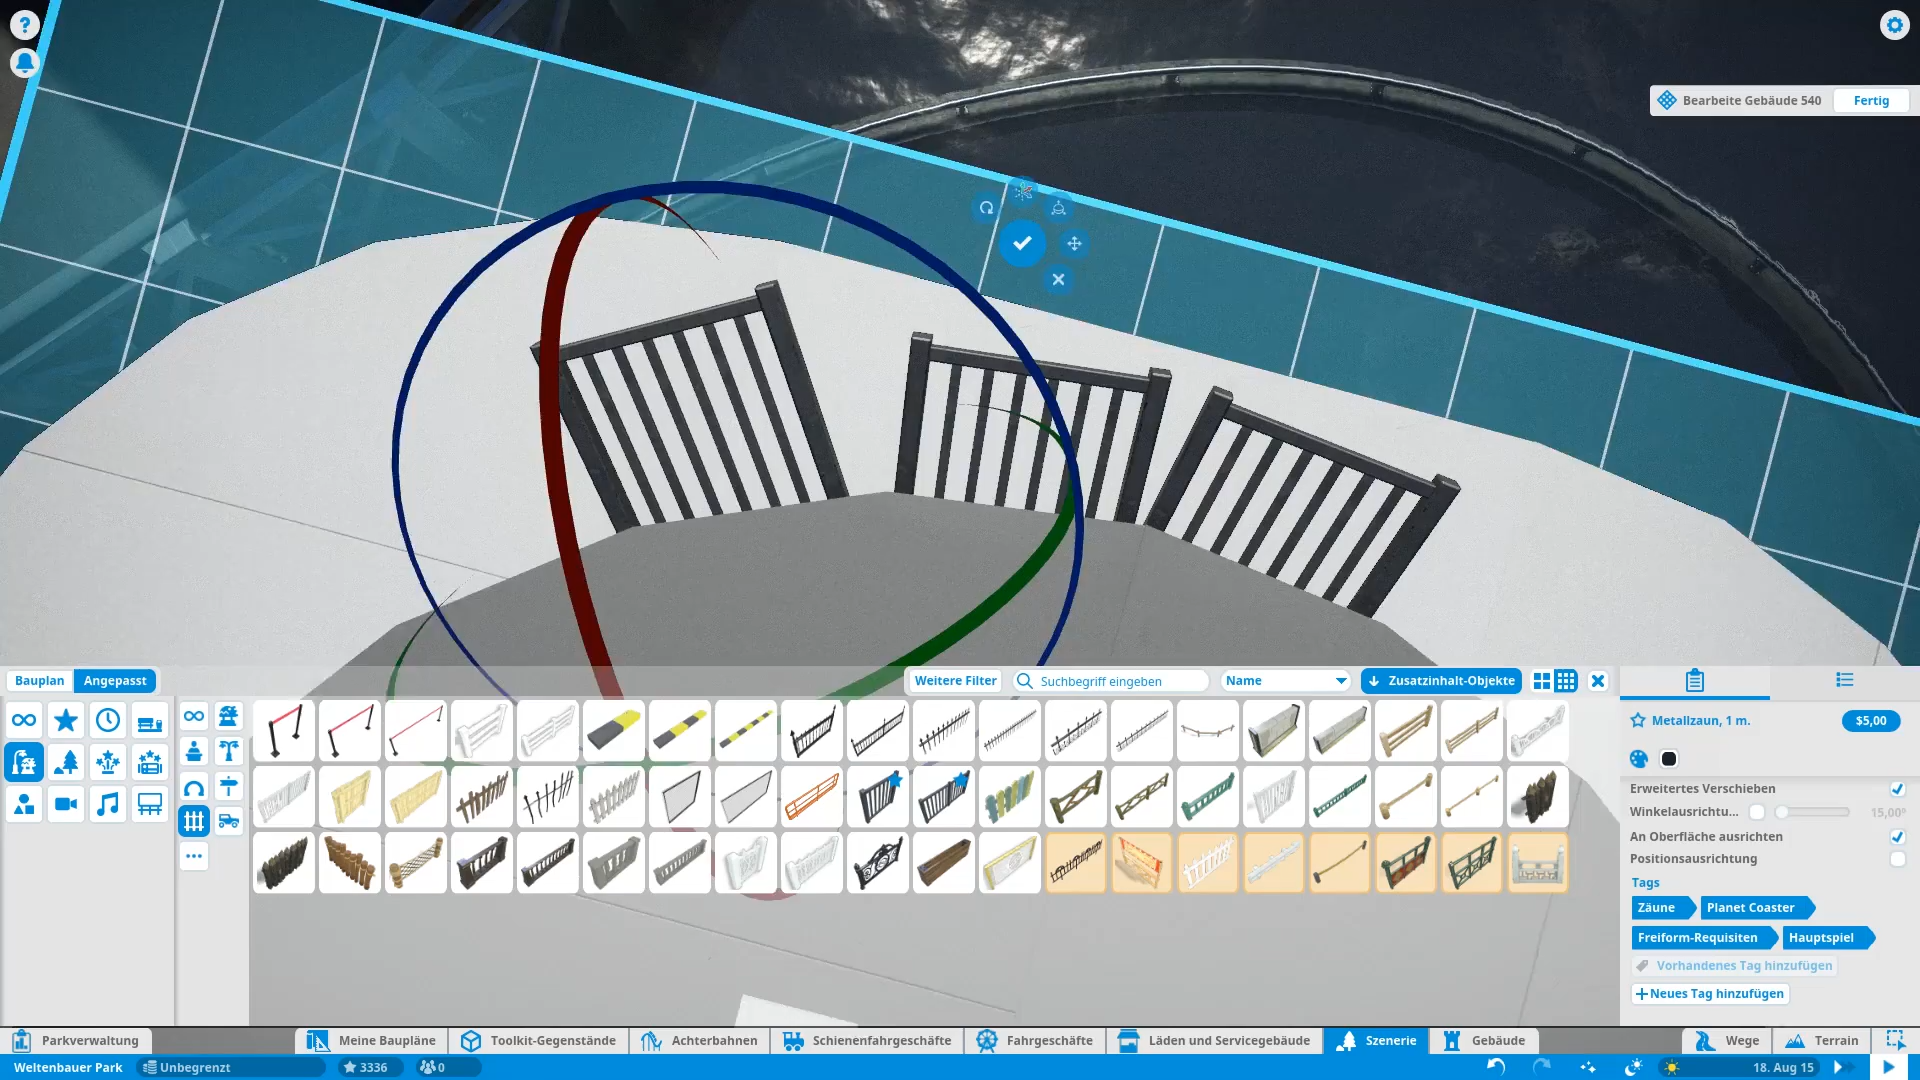 ?
Bearbeite Gebäude 540
Fertig
Bauplan
Angepasst
Weitere Filter
Suchbegriff eingeben
Name
Zusatzinhalt-Objekte
Metallzaun, 1 m.
$5,00
Erweitertes Verschieben
Winkelausrichtu...
15,00º
An Oberfläche ausrichten
Positionsausrichtung
Tags
Zäune
Planet Coaster
Freiform-Requisiten
Hauptspiel
Vorhandenes Tag hinzufügen
+ Neues Tag hinzufügen
Parkverwaltung
Meine Baupläne
Toolkit-Gegenstände
Achterbahnen
Schienenfahrgeschäfte
Fahrgeschäfte
Läden und Servicegebäude
Szenerie
Gebäude
Wege
Terrain
Weltenbauer Park
Unbegrenzt
3336
0
18. Aug 15